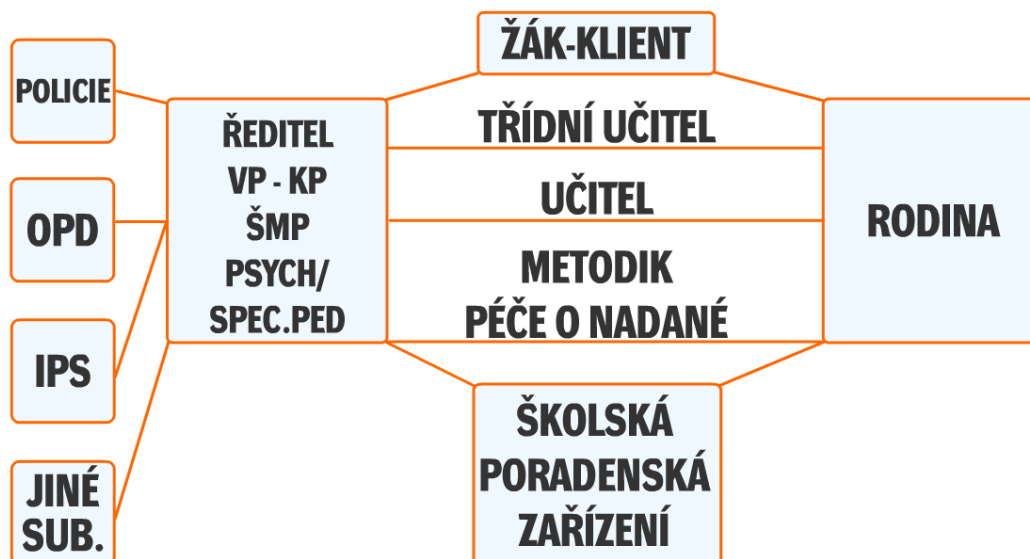 POLICIE
OPD
IPS
JINÉ
SUB.
ŘEDITEL
VP - KP
ŠMP
PSYCH/
SPEC.PED
ŽÁK-KLIENT
TŘÍDNÍ UČITEL
UČITEL
METODIK
PÉČE O NADANÉ
ŠKOLSKÁ
PORADENSKÁ
ZAŘÍZENÍ
RODINA